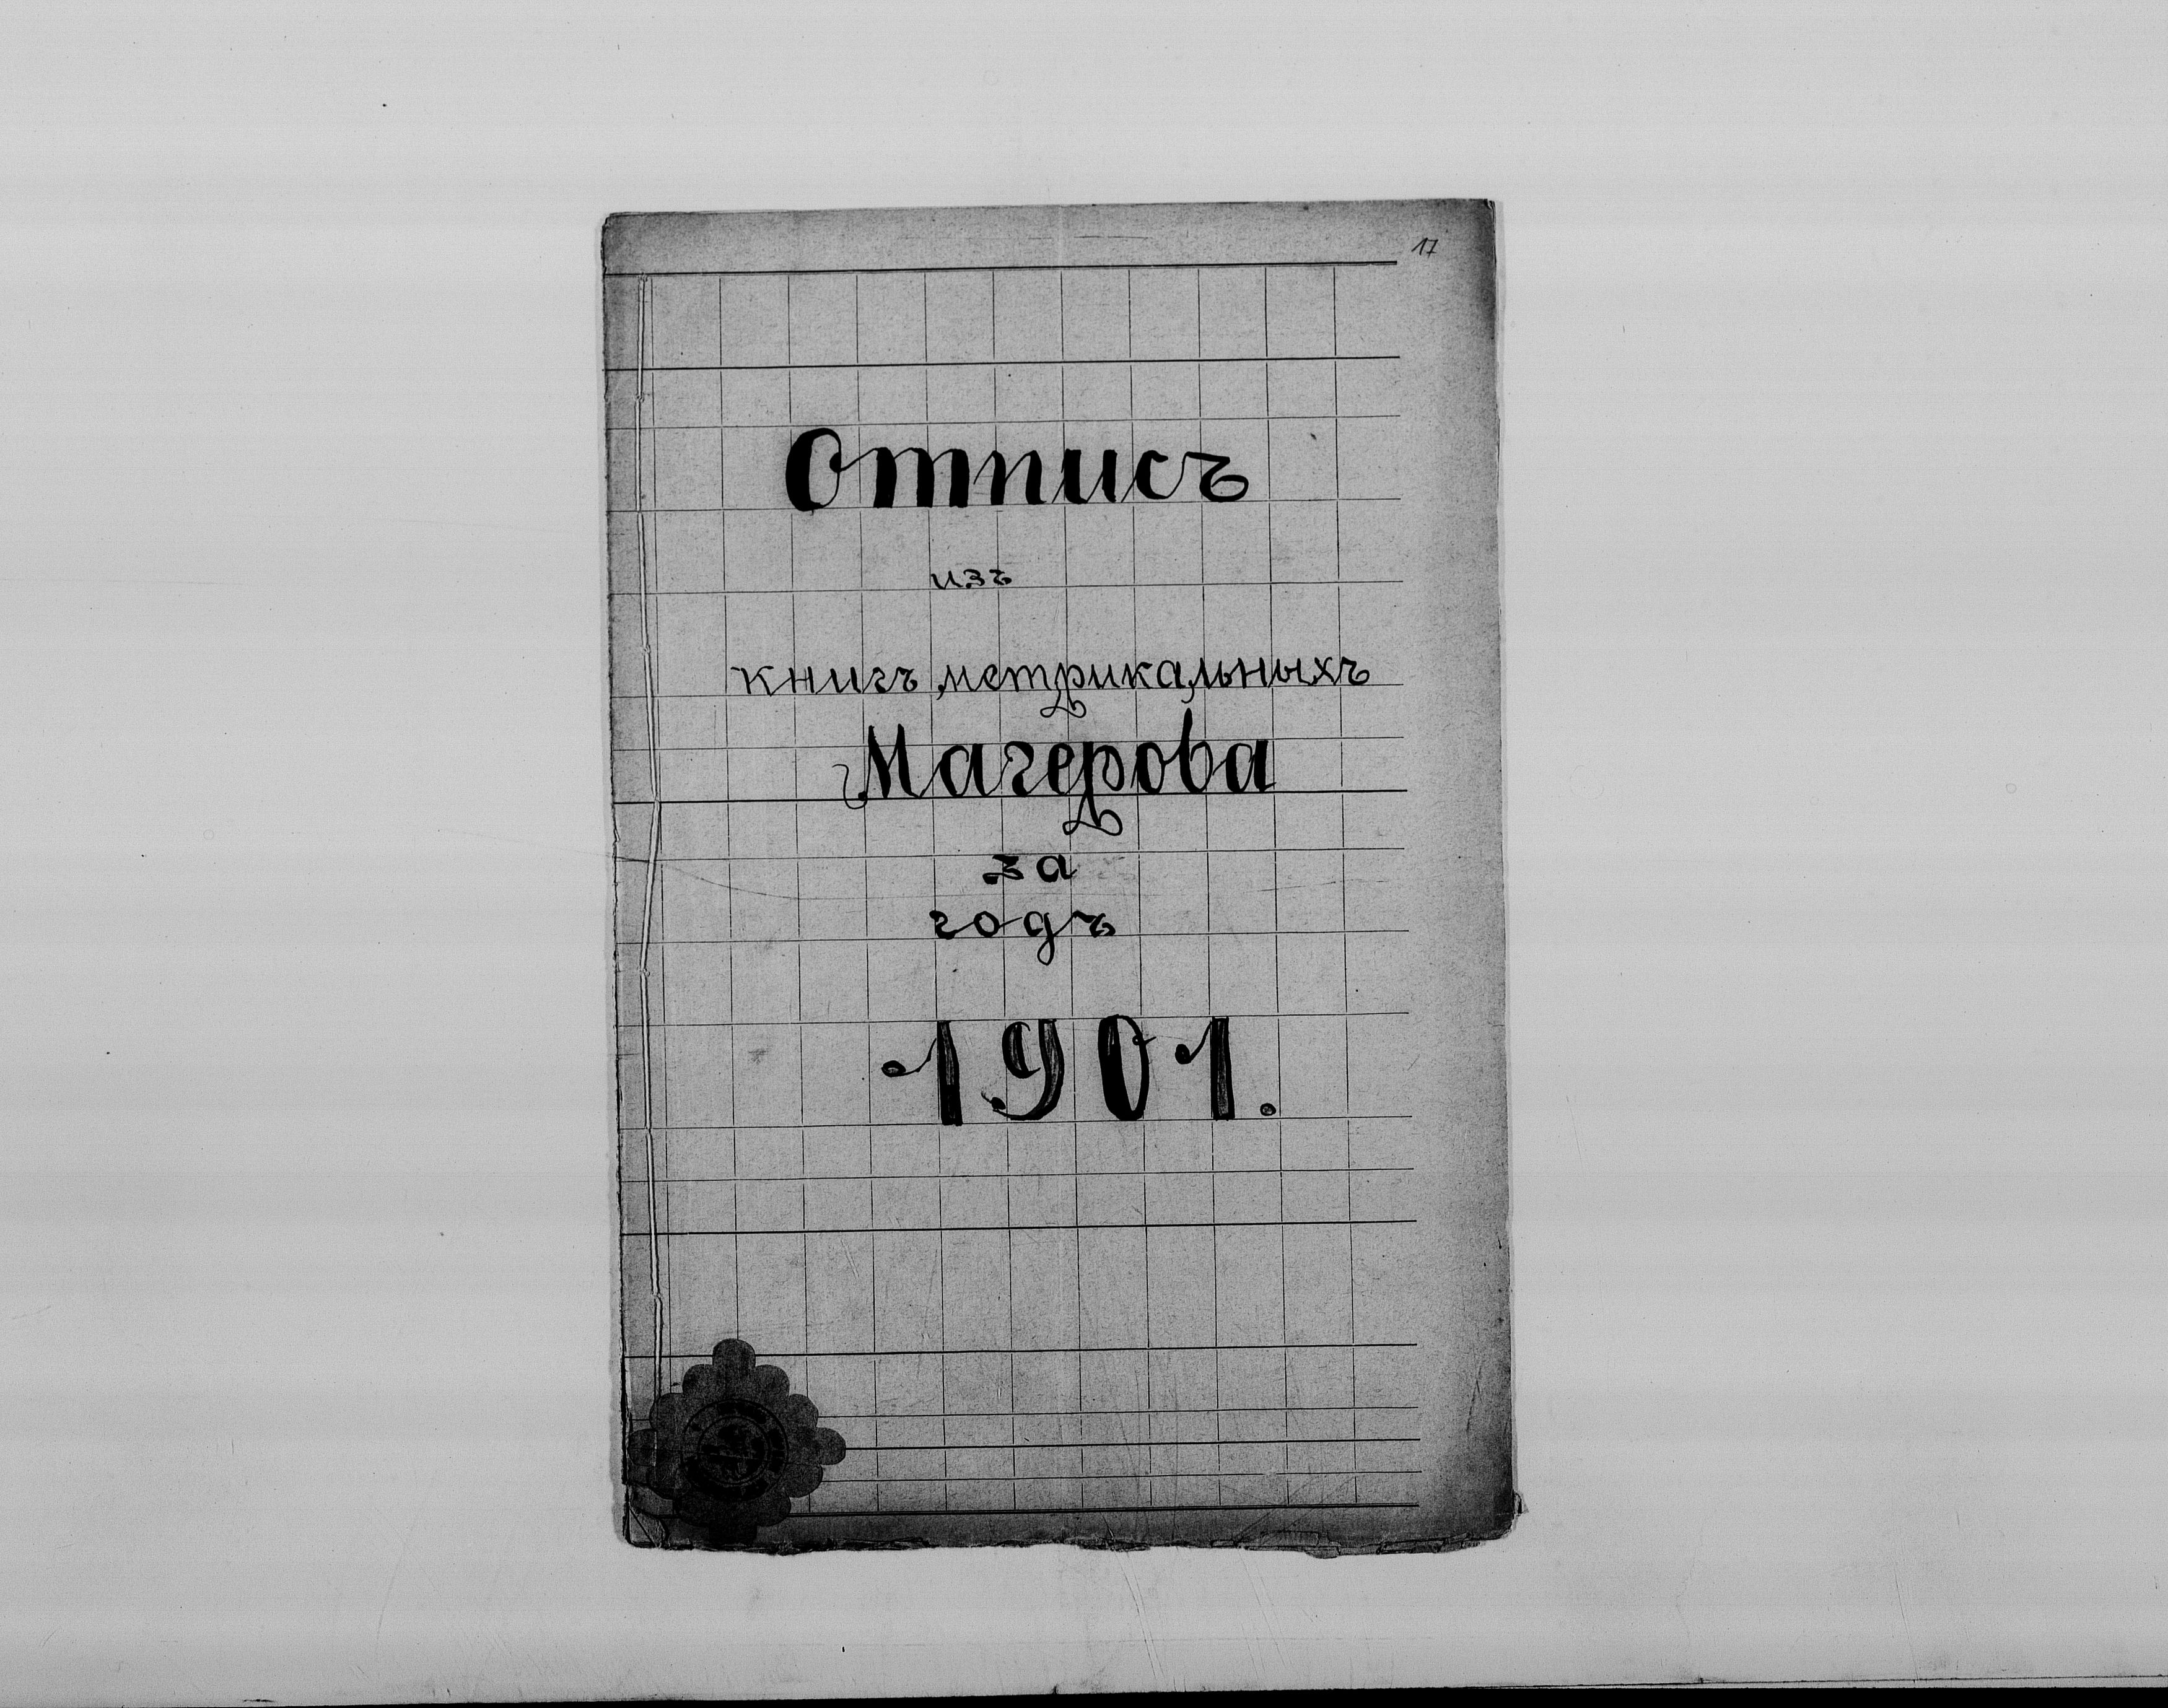 17
Отписъ
изъ
книгъ метрикальныхъ
Магерова
за
годъ
1901.